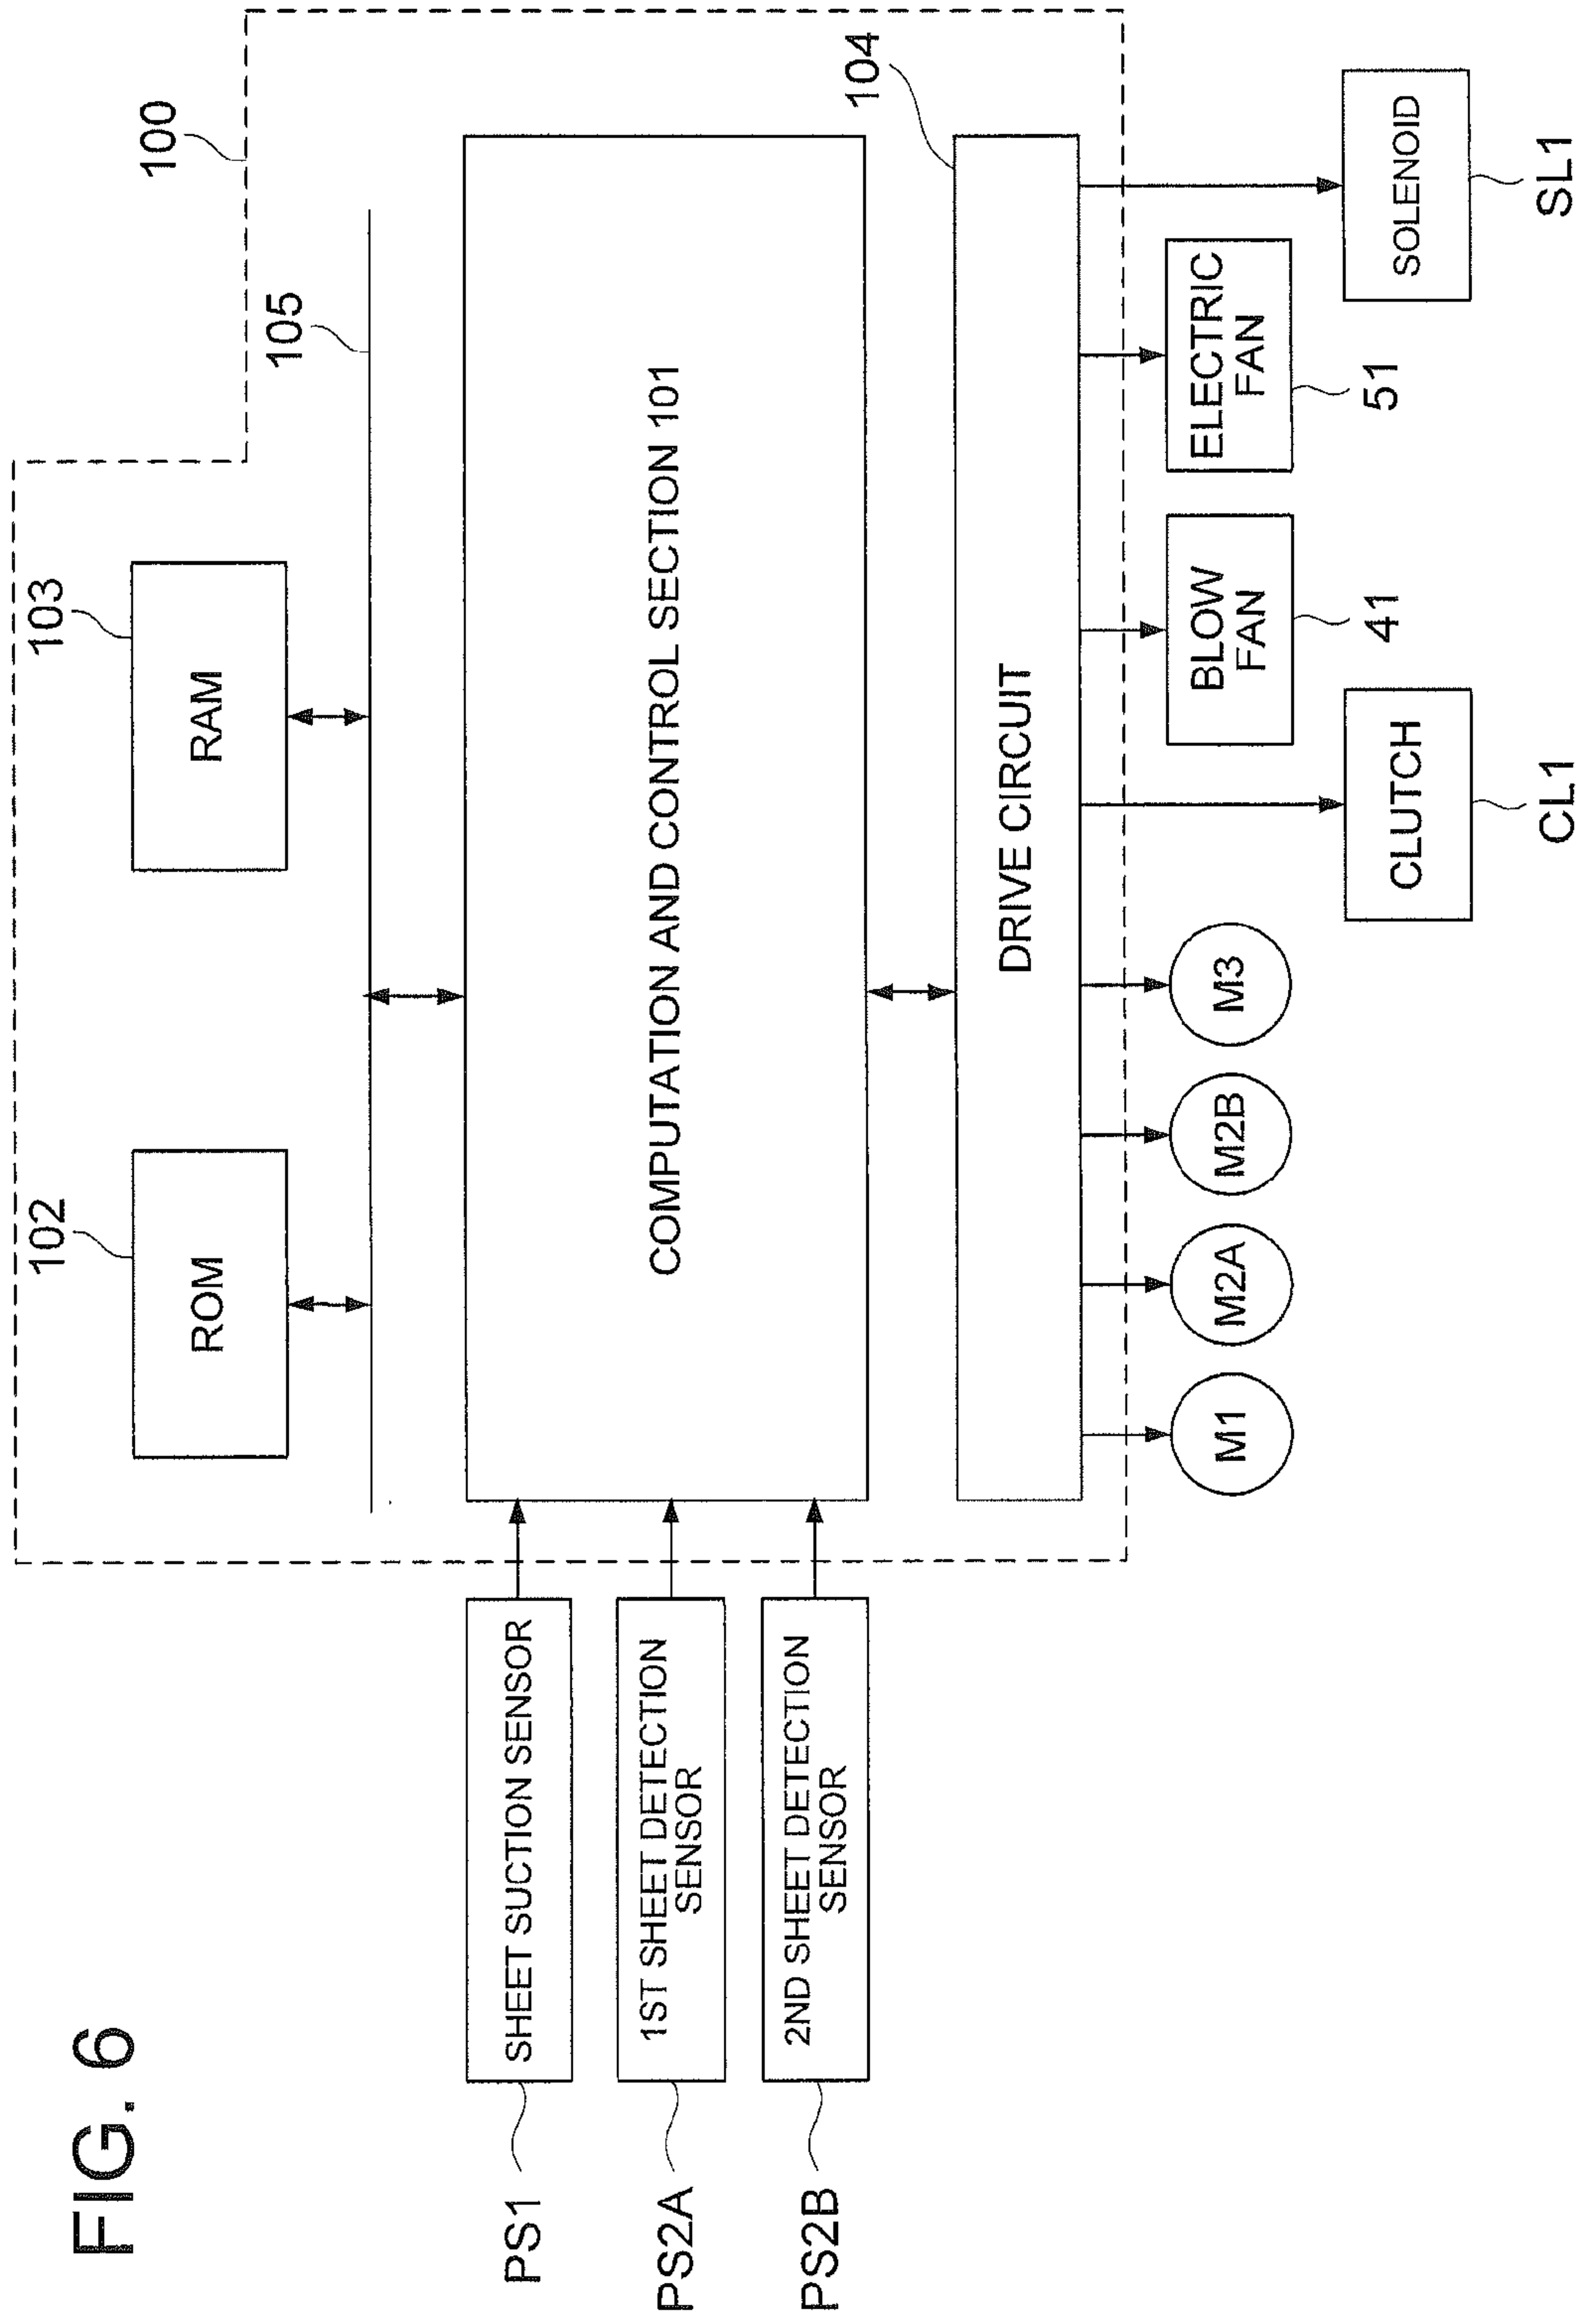 FIG. 6
100
102
103
ROM
RAM
105
PS1
SHEET SUCTION SENSOR
PS2A
1ST SHEET DETECTION
SENSOR
PS2B
2ND SHEET DETECTION
SENSOR
COMPUTATION AND CONTROL SECTION 101
104
DRIVE CIRCUIT
M1
M2A
M2B
M3
BLOW
FAN
41
ELECTRIC
FAN
51
CLUTCH
CL1
SOLENOID
SL1